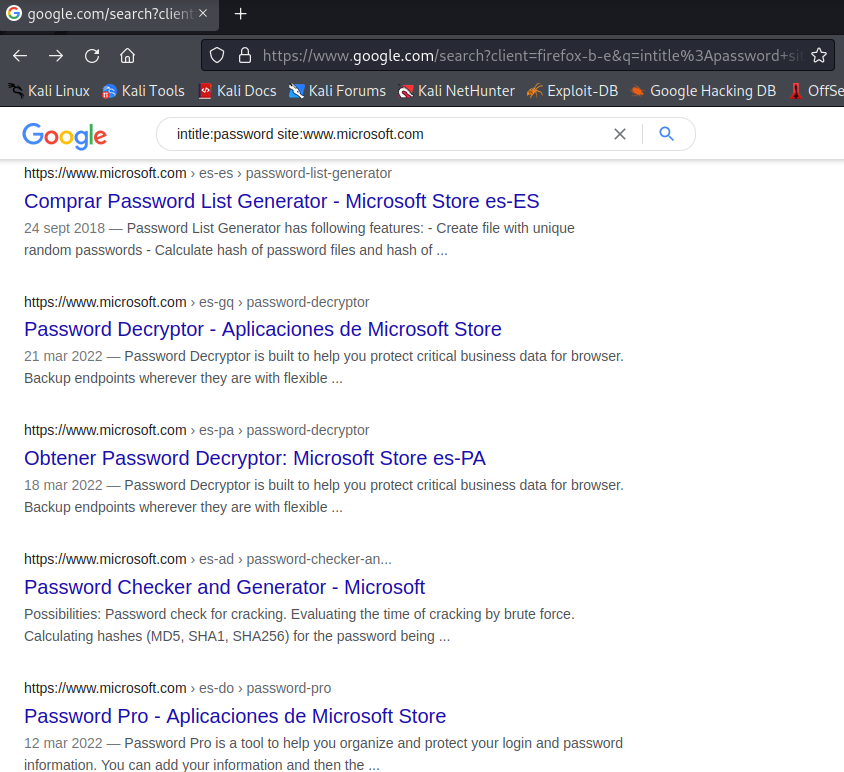 google.com/search?client
https://www.google.com/search?client=firefox-b-e&q=intitle%3Apassword+si
Kali Linux Kali Tools Kali Docs Kali Forums Kali NetHunter Exploit-DB Google Hacking DB OffSe
Google intitle:password site:www.microsoft.com
https://www.microsoft.com › es-es › password-list-generator
Comprar Password List Generator - Microsoft Store es-ES
24 sept 2018 — Password List Generator has following features: - Create file with unique
random passwords - Calculate hash of password files and hash of ...
https://www.microsoft.com › es-gq › password-decryptor
Password Decryptor - Aplicaciones de Microsoft Store
21 mar 2022 — Password Decryptor is built to help you protect critical business data for browser.
Backup endpoints wherever they are with flexible ...
https://www.microsoft.com › es-pa › password-decryptor
Obtener Password Decryptor: Microsoft Store es-PA
18 mar 2022 — Password Decryptor is built to help you protect critical business data for browser.
Backup endpoints wherever they are with flexible ...
https://www.microsoft.com › es-ad › password-checker-an...
Password Checker and Generator - Microsoft
Possibilities: Password check for cracking. Evaluating the time of cracking by brute force.
Calculating hashes (MD5, SHA1, SHA256) for the password being ...
https://www.microsoft.com › es-do › password-pro
Password Pro - Aplicaciones de Microsoft Store
12 mar 2022 — Password Pro is a tool to help you organize and protect your login and password
information. You can add your information and then the ...